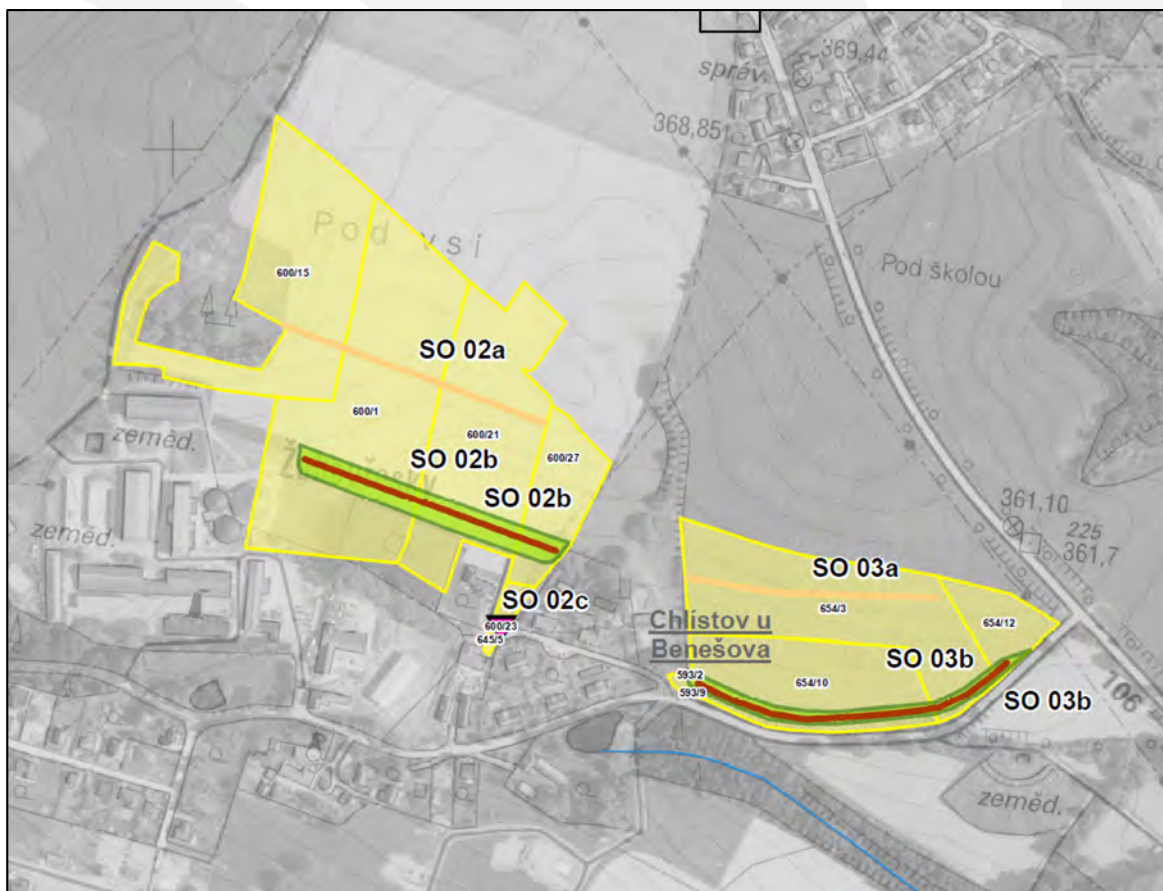 369,44
správ.
368,85
Pod vsí
600/15
Pod školou
SO 02a
600/1
600/21
zeměd.
SO 02b
600/27
SO 02b
361,10
225
361,7
zeměd.
SO 03a
SO 02c
654/3
654/12
600/23
645/5
Chlístov u
Benešova
SO 03b
593/2
654/10
593/9
106
SO 03b
zeměd.